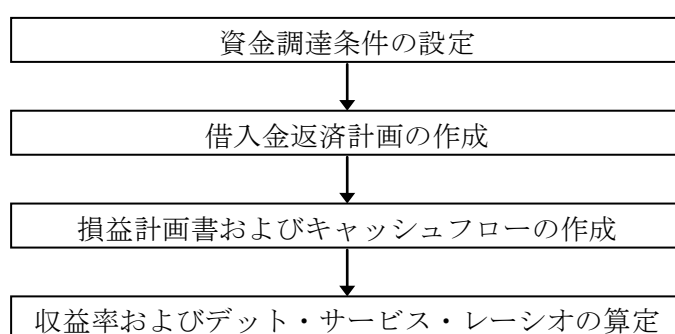 資金調達条件の設定
借入金返済計画の作成
損益計画書およびキャッシュフローの作成
収益率およびデット・サービス・レーシオの算定